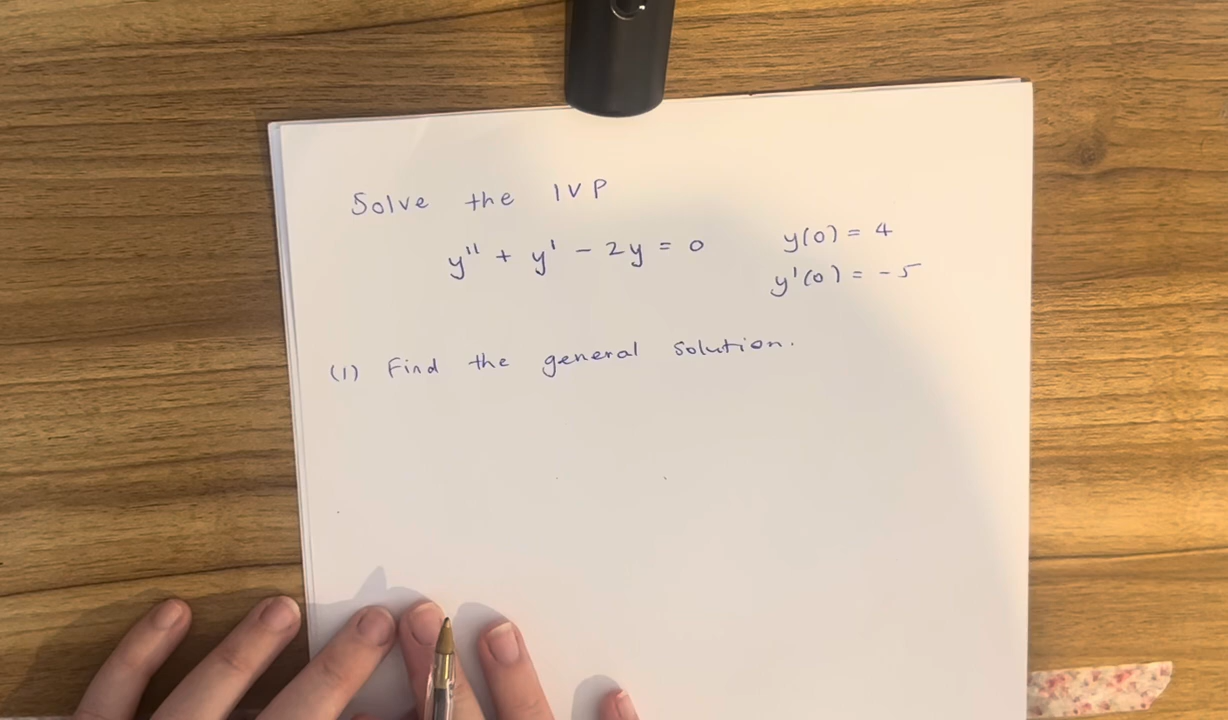 Solve the IVP
y'' + y' - 2y = 0
y(0) = 4
y'(0) = -5
(1) Find the general solution.